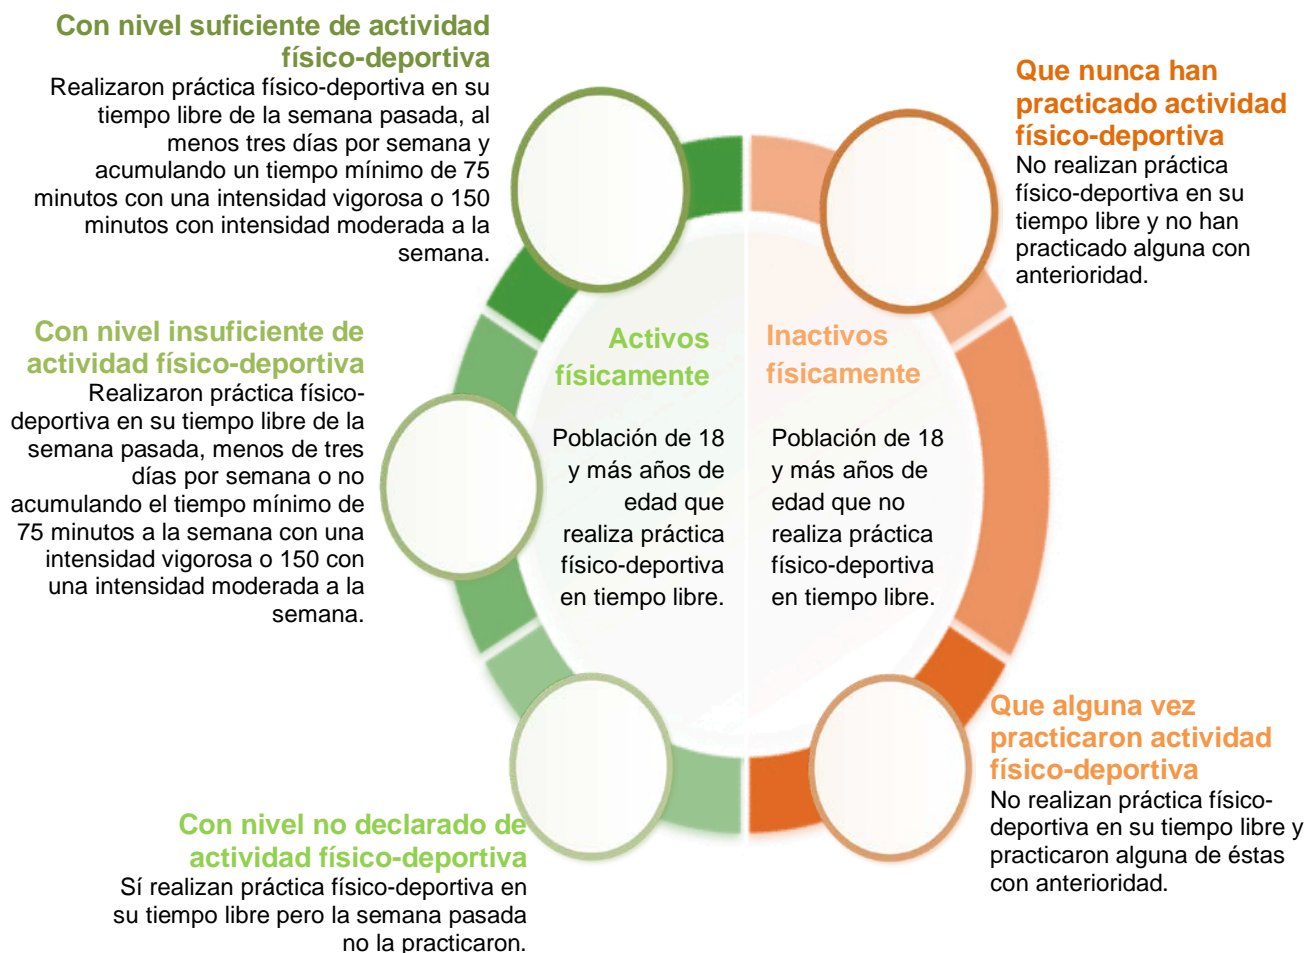 Con nivel suficiente de actividad
físico-deportiva
Realizaron práctica físico-deportiva en su
tiempo libre de la semana pasada, al
menos tres días por semana y
acumulando un tiempo mínimo de 75
minutos con una intensidad vigorosa o 150
minutos con intensidad moderada a la
semana.
Con nivel insuficiente de
actividad físico-deportiva
Realizaron práctica físico-
deportiva en su tiempo libre de la
semana pasada, menos de tres
días por semana o no
acumulando el tiempo mínimo de
75 minutos a la semana con una
intensidad vigorosa o 150 con
una intensidad moderada a la
semana.
Con nivel no declarado de
actividad físico-deportiva
Sí realizan práctica físico-deportiva en
su tiempo libre pero la semana pasada
no la practicaron.
Activos
físicamente
Población de 18
y más años de
edad que
realiza práctica
físico-deportiva
en tiempo libre.
Inactivos
físicamente
Población de 18
y más años de
edad que no
realiza práctica
físico-deportiva
en tiempo libre.
Que nunca han
practicado actividad
físico-deportiva
No realizan práctica
físico-deportiva en su
tiempo libre y no han
practicado alguna con
anterioridad.
Que alguna vez
practicaron actividad
físico-deportiva
No realizan práctica físico-
deportiva en su tiempo libre y
practicaron alguna de éstas
con anterioridad.